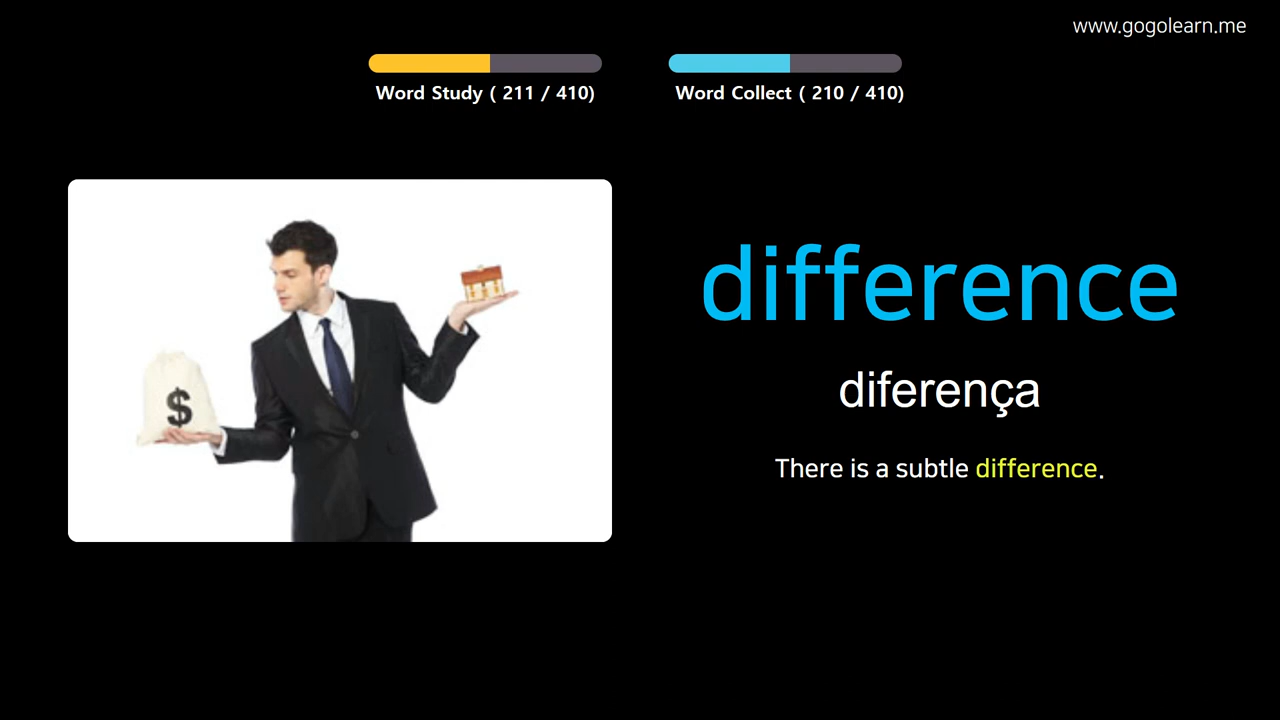 www.gogolearn.me
Word Study ( 211 / 410)
Word Collect ( 210 / 410)
$
difference
diferença
There is a subtle difference.